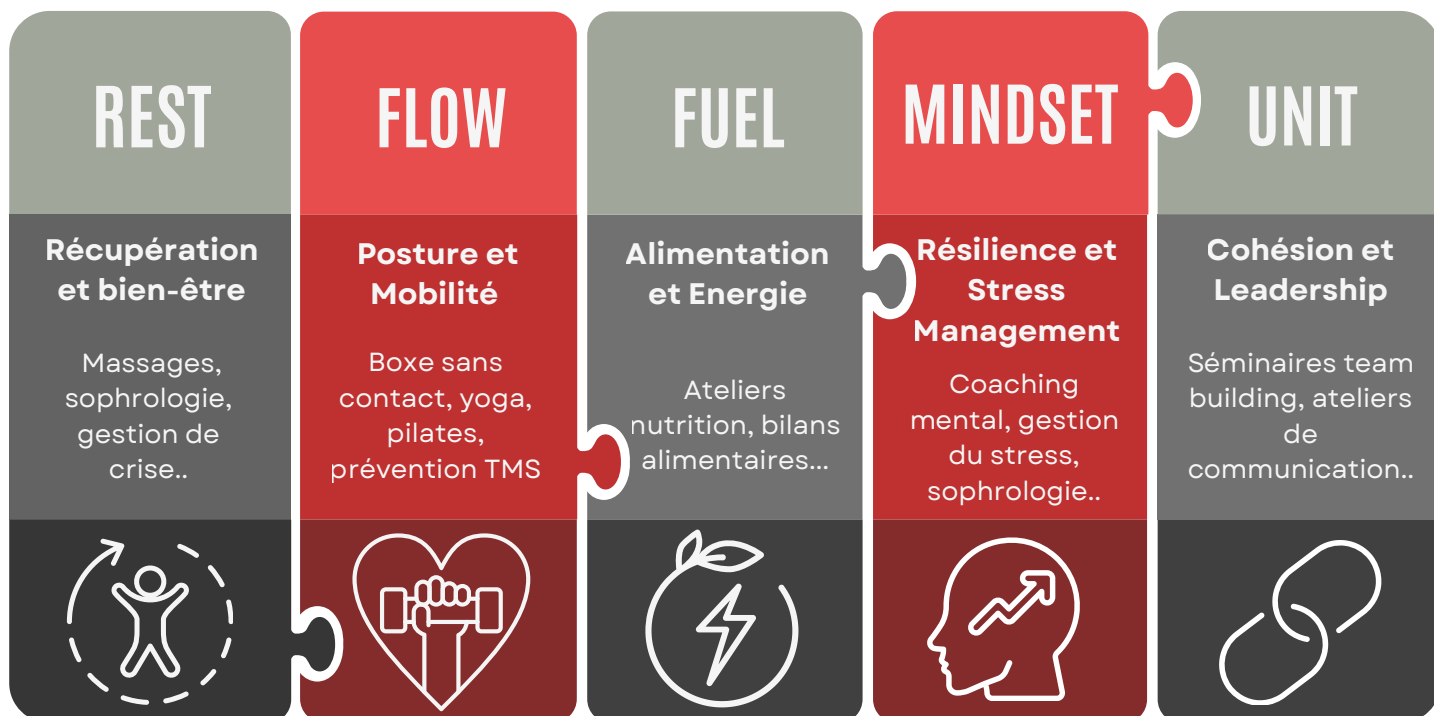 REST
Récupération
et bien-être
Massages,
sophrologie,
gestion de
crise..
FLOW
Posture et
Mobilité
Boxe sans
contact, yoga,
pilates,
prévention TMS
FUEL
Alimentation
et Energie
Ateliers
nutrition, bilans
alimentaires...
MINDSET
Résilience et
Stress
Management
Coaching
mental, gestion
du stress,
sophrologie..
UNIT
Cohésion et
Leadership
Séminaires team
building, ateliers
de
communication..